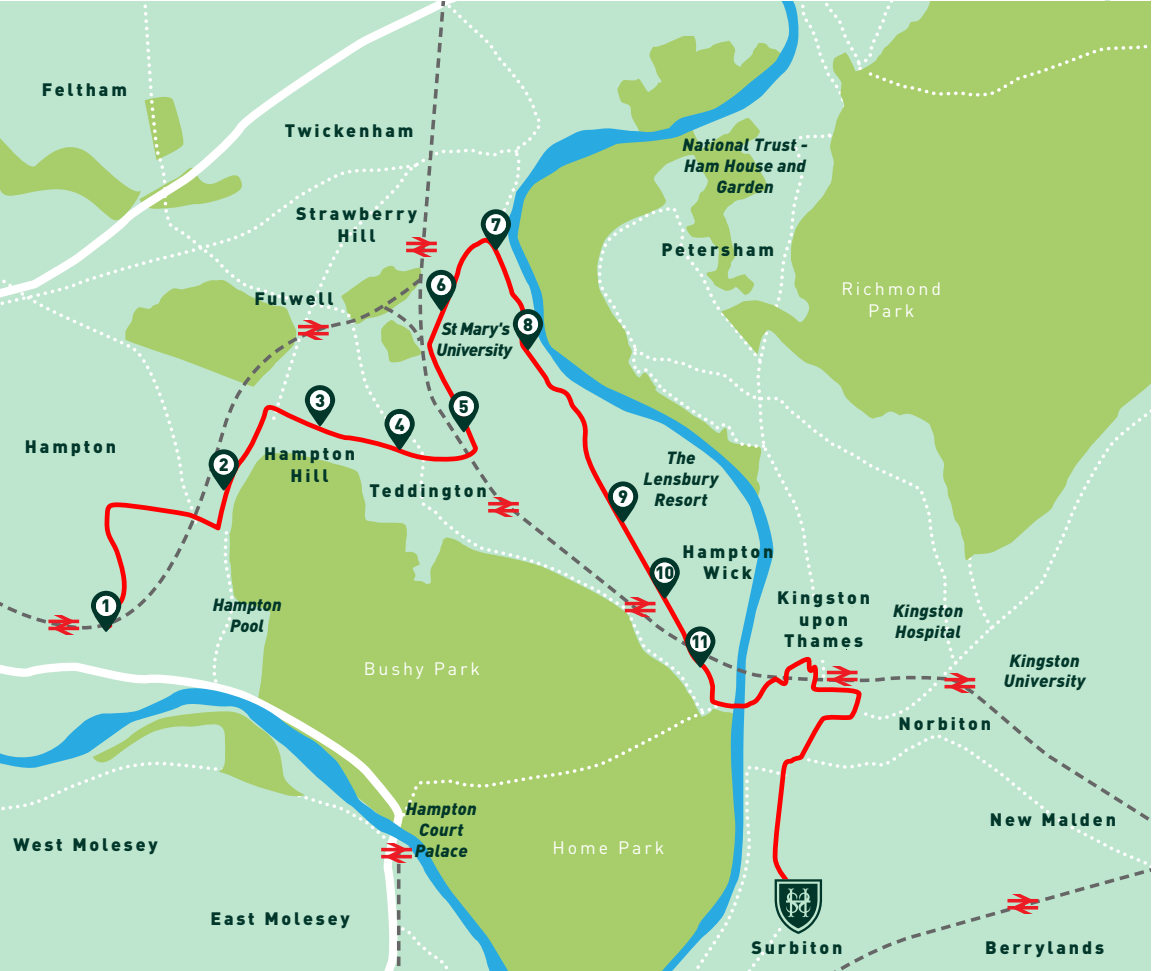 Feltham
Twickenham
National Trust -
Ham House and
Garden
Strawberry
Hill
7
Petersham
6
Fulwell
Richmond
Park
St Mary's
University
8
3
5
4
Hampton
2
Hampton
Hill
The
Lensbury
Resort
Teddington
9
Hampton
Wick
10
1
Hampton
Pool
Kingston
upon
Thames
Kingston
Hospital
11
Bushy Park
Kingston
University
Norbiton
Hampton
Court
Palace
New Malden
West Molesey
Home Park
East Molesey
Surbiton
Berrylands